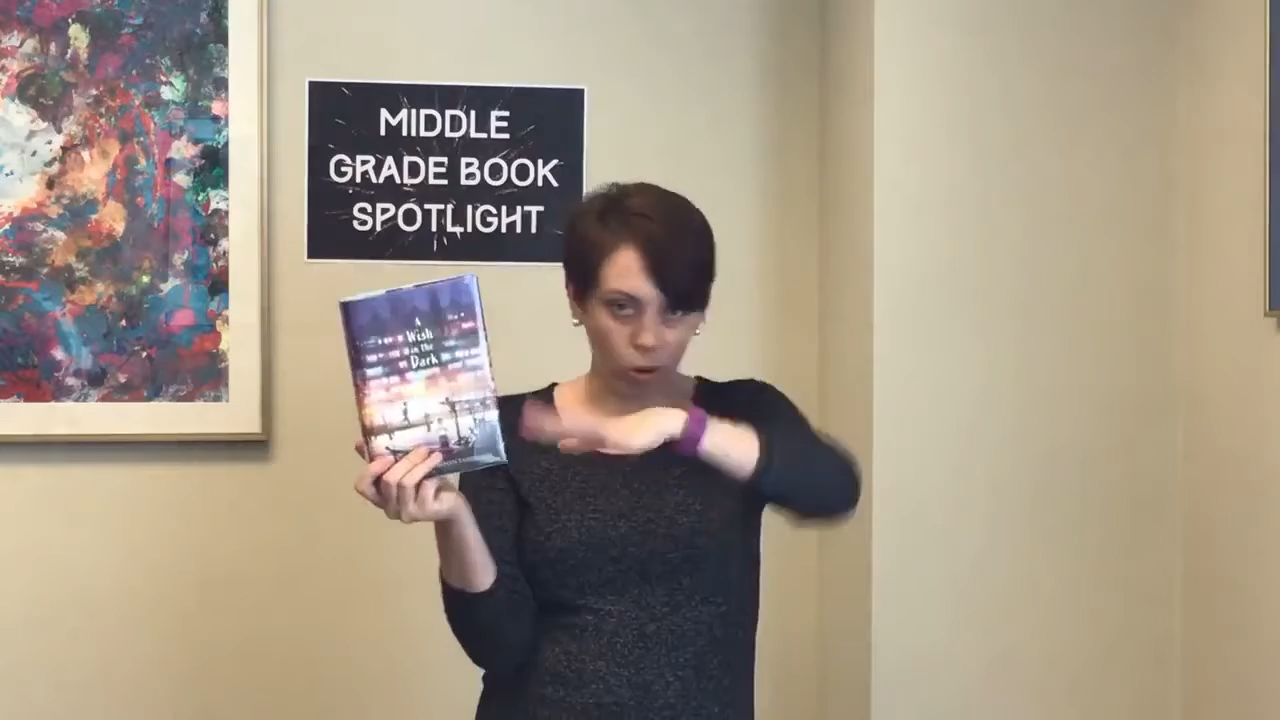 MIDDLE
GRADE BOOK
SPOTLIGHT
A
Wish
in the
Dark